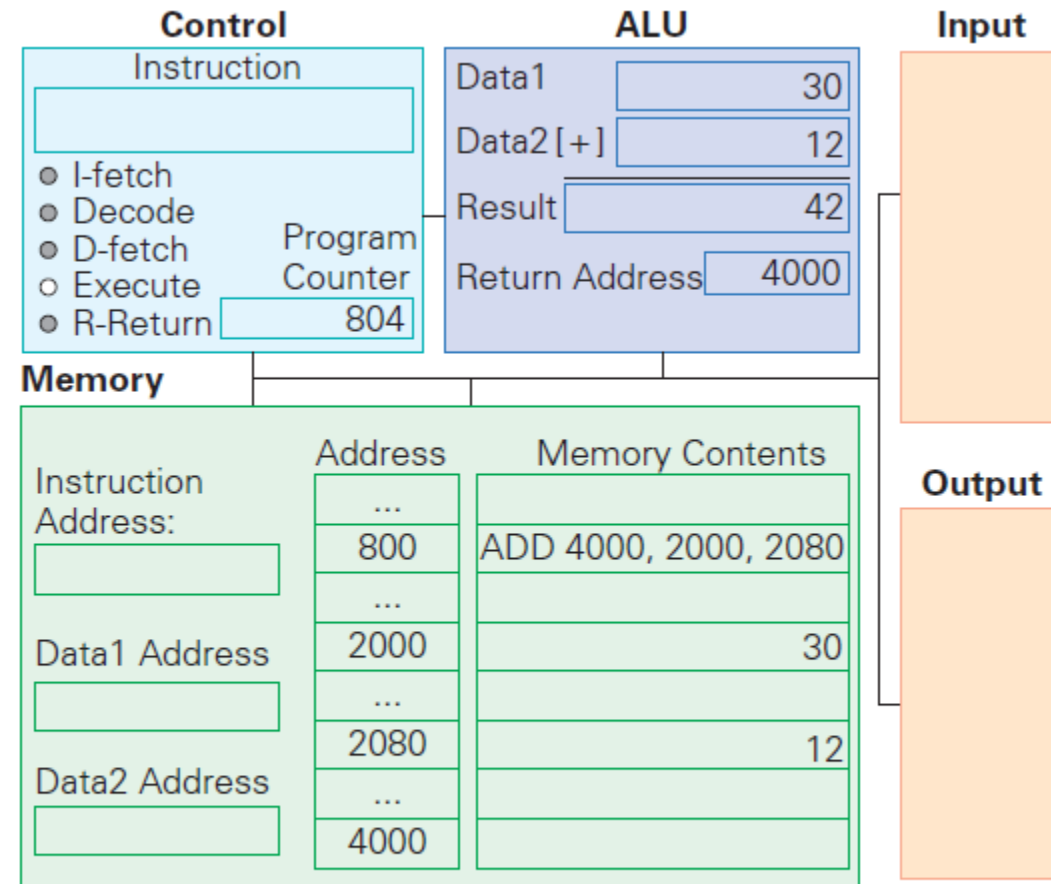 Control
Instruction
I-fetch
Decode
D-fetch
Execute
R-Return
Program
Counter
804
ALU
Data1 30
Data2 [+] 12
Result 42
Return Address 4000
Input
Memory
Instruction
Address:
Data1 Address
Data2 Address
Address Memory Contents
...
800 ADD 4000, 2000, 2080
...
2000 30
...
2080 12
...
4000
Output